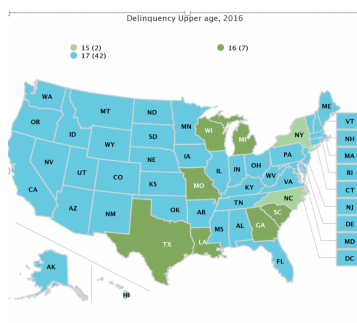 Delinquency Upper age, 2016
15 (2)
16 (7)
17 (42)
WA
MT
ND
MN
ME
VT
OR
ID
WY
SD
WI
MI
NY
NH
MA
NV
UT
CO
NE
IA
IL
IN
OH
PA
RI
CT
CA
KS
MO
KY
WV
VA
NJ
AZ
NM
OK
AR
TN
NC
DE
MD
TX
LA
MS
AL
GA
SC
DC
AK
HI
FL